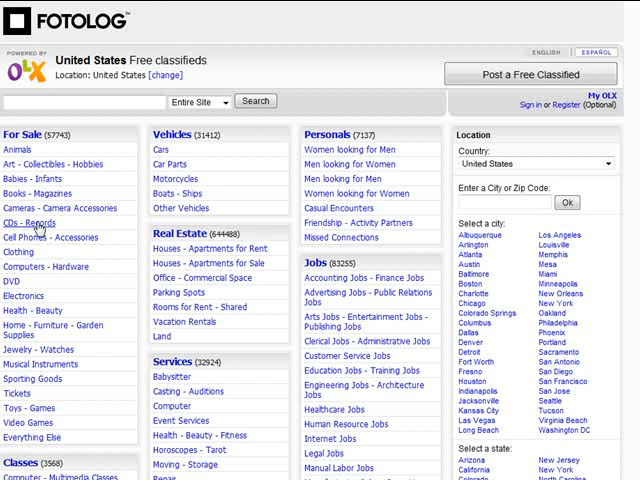 FOTOLOG™
POWERED BY
OLX
United States Free classifieds
Location: United States [change]
ENGLISH
ESPAÑOL
Post a Free Classified
Entire Site
Search
My OLX
Sign in or Register (Optional)
For Sale (57743)
Animals
Art - Collectibles - Hobbies
Babies - Infants
Books - Magazines
Cameras - Camera Accessories
CDs - Records
Cell Phones - Accessories
Clothing
Computers - Hardware
DVD
Electronics
Health - Beauty
Home - Furniture - Garden
Supplies
Jewelry - Watches
Musical Instruments
Sporting Goods
Tickets
Toys - Games
Video Games
Everything Else
Classes (3568)
Computer - Multimedia Classes
Vehicles (31412)
Cars
Car Parts
Motorcycles
Boats - Ships
Other Vehicles
Real Estate (644488)
Houses - Apartments for Rent
Houses - Apartments for Sale
Office - Commercial Space
Parking Spots
Rooms for Rent - Shared
Vacation Rentals
Land
Services (32924)
Babysitter
Casting - Auditions
Computer
Event Services
Health - Beauty - Fitness
Horoscopes - Tarot
Moving - Storage
Repair
Personals (7137)
Women looking for Men
Men looking for Women
Men looking for Men
Women looking for Women
Casual Encounters
Friendship - Activity Partners
Missed Connections
Jobs (83255)
Accounting Jobs - Finance Jobs
Advertising Jobs - Public Relations
Jobs
Arts Jobs - Entertainment Jobs -
Publishing Jobs
Clerical Jobs - Administrative Jobs
Customer Service Jobs
Education Jobs - Training Jobs
Engineering Jobs - Architecture
Jobs
Healthcare Jobs
Human Resource Jobs
Internet Jobs
Legal Jobs
Manual Labor Jobs
Location
Country:
United States
Enter a City or Zip Code:
Ok
Select a city:
Albuquerque
Arlington
Atlanta
Austin
Baltimore
Boston
Charlotte
Chicago
Colorado Springs
Columbus
Dallas
Denver
Detroit
Fort Worth
Fresno
Houston
Indianapolis
Jacksonville
Kansas City
Las Vegas
Long Beach
Los Angeles
Louisville
Memphis
Mesa
Miami
Minneapolis
New Orleans
New York
Oakland
Philadelphia
Phoenix
Portland
Sacramento
San Antonio
San Diego
San Francisco
San Jose
Seattle
Tucson
Virginia Beach
Washington DC
Select a state:
Arizona
California
Colorado
New Jersey
New York
North Carolina